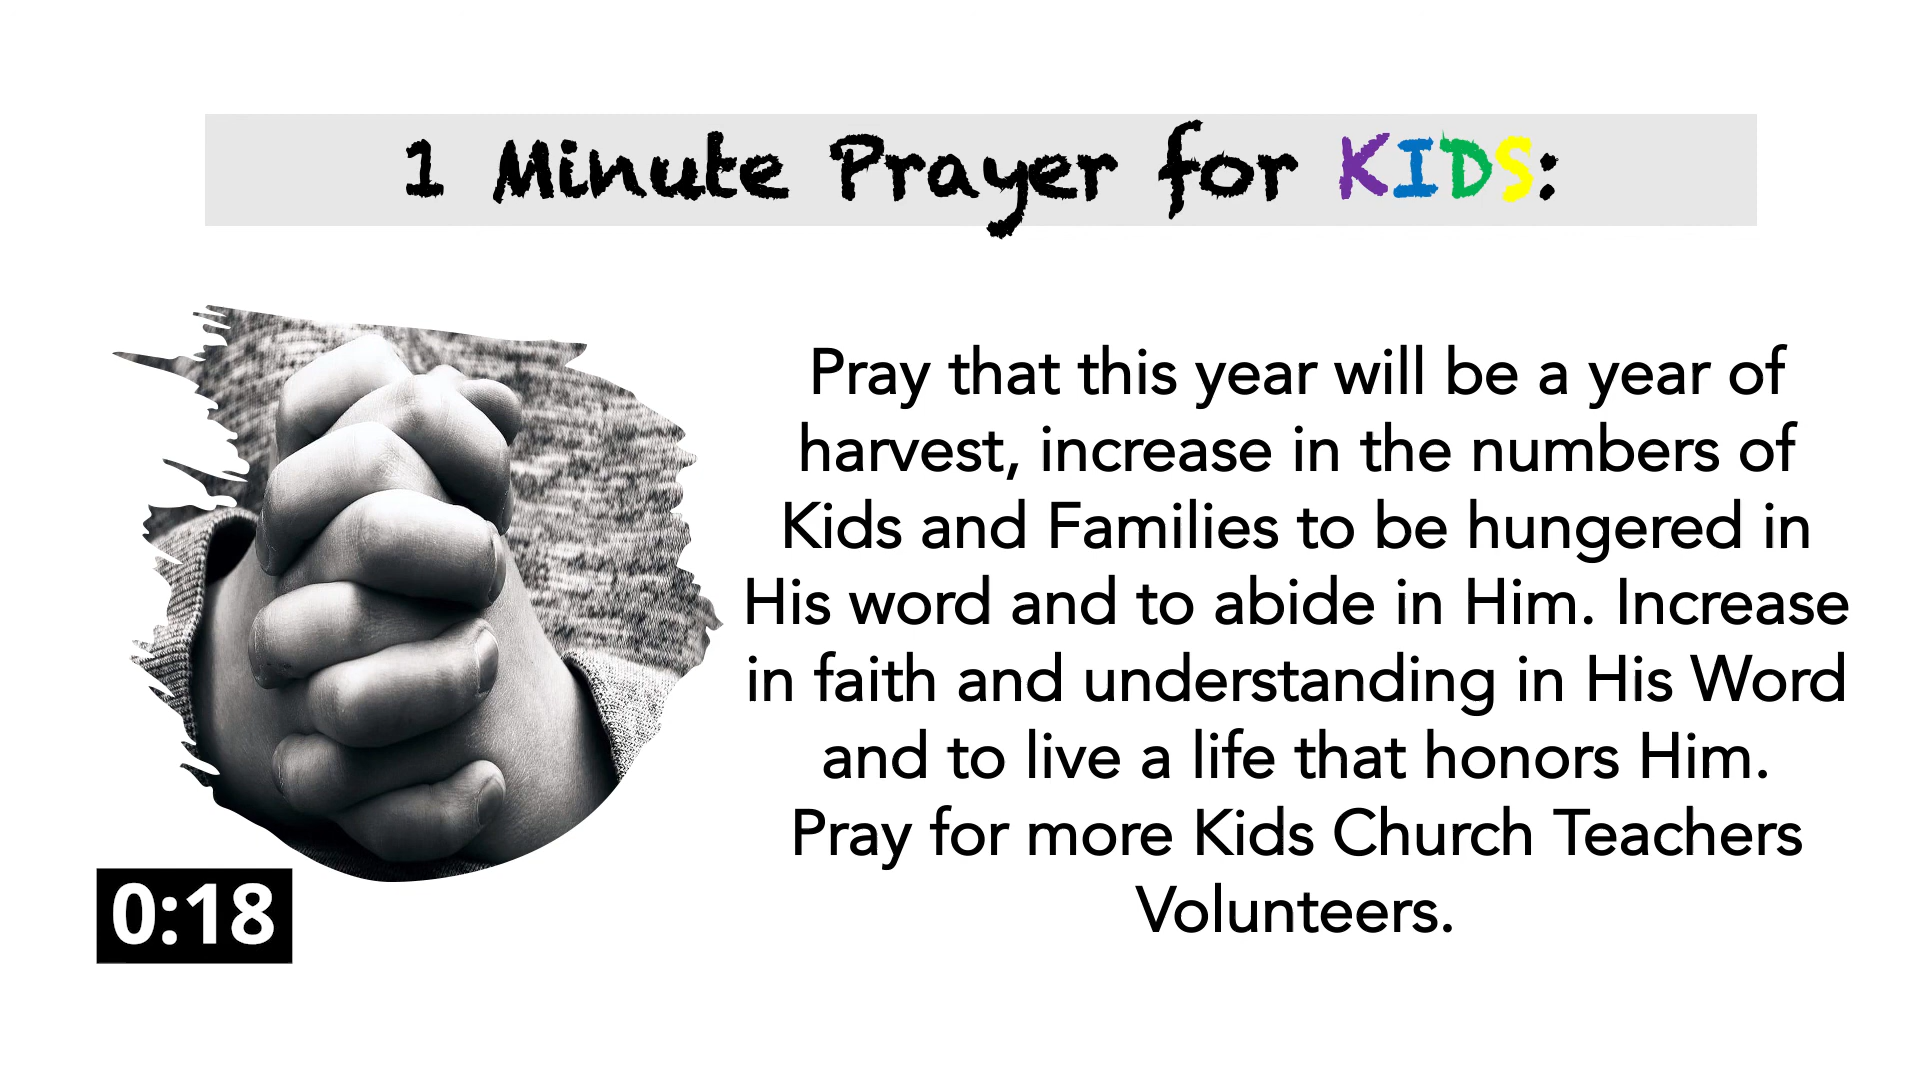 1 Minute Prayer for KIDS:
Pray that this year will be a year of
harvest, increase in the numbers of
Kids and Families to be hungered in
His word and to abide in Him. Increase
in faith and understanding in His Word
and to live a life that honors Him.
Pray for more Kids Church Teachers
Volunteers.
0:18